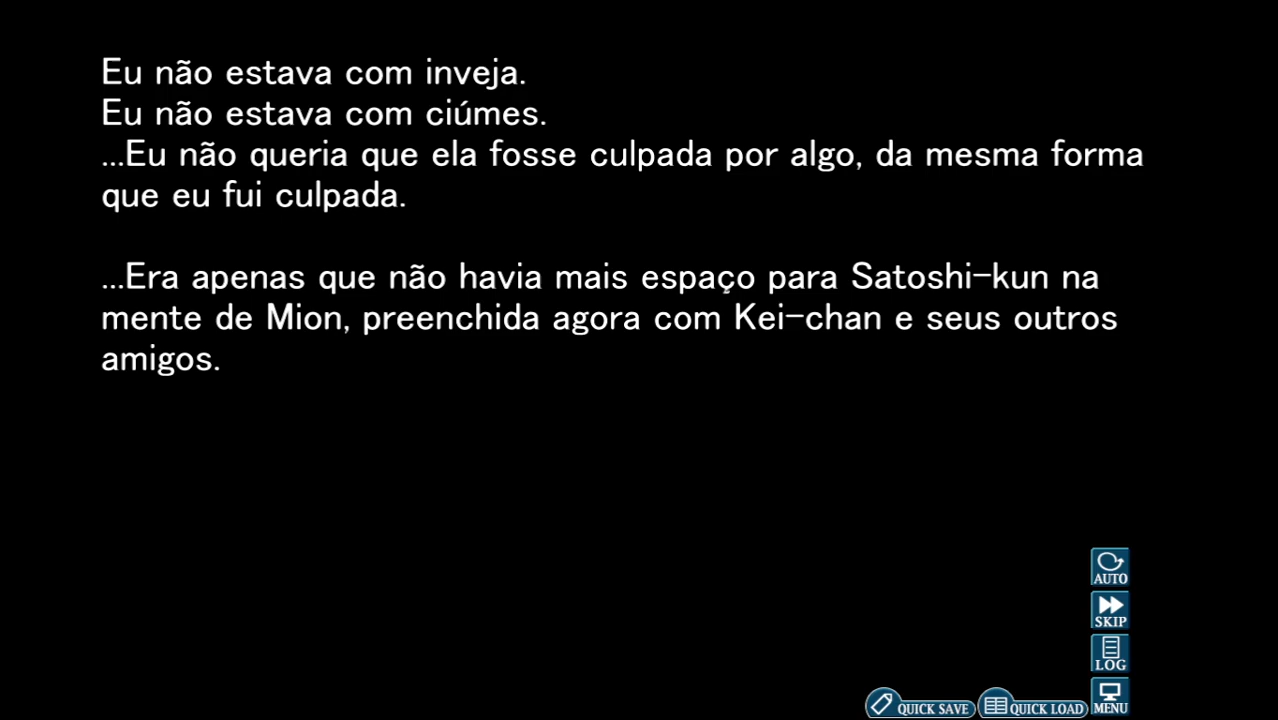 Eu não estava com inveja.
Eu não estava com ciúmes.
...Eu não queria que ela fosse culpada por algo, da mesma forma
que eu fui culpada.
...Era apenas que não havia mais espaço para Satoshi-kun na
mente de Mion, preenchida agora com Kei-chan e seus outros
amigos.
AUTO
SKIP
LOG
MENU
QUICK SAVE
QUICK LOAD